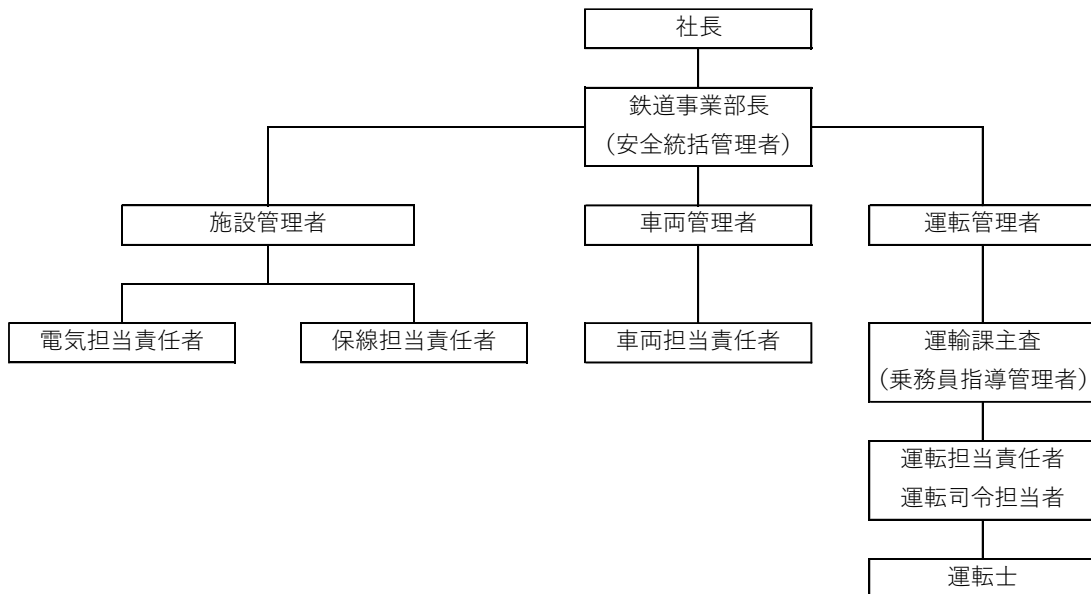 社長
鉄道事業部長
（安全統括管理者）
施設管理者
車両管理者
運転管理者
電気担当責任者
保線担当責任者
車両担当責任者
運輸課主査
（乗務員指導管理者）
運転担当責任者
運転司令担当者
運転士